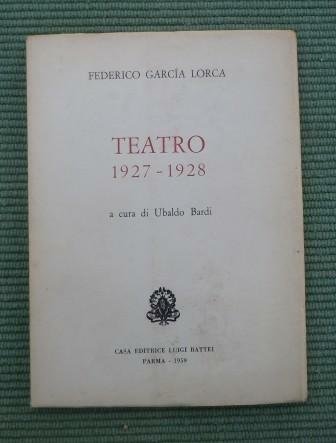 FEDERICO GARCÍA LORCA
TEATRO
1927 - 1928
a cura di Ubaldo Bardi
CASA EDITRICE LUIGI BATTEI
PARMA - 1959